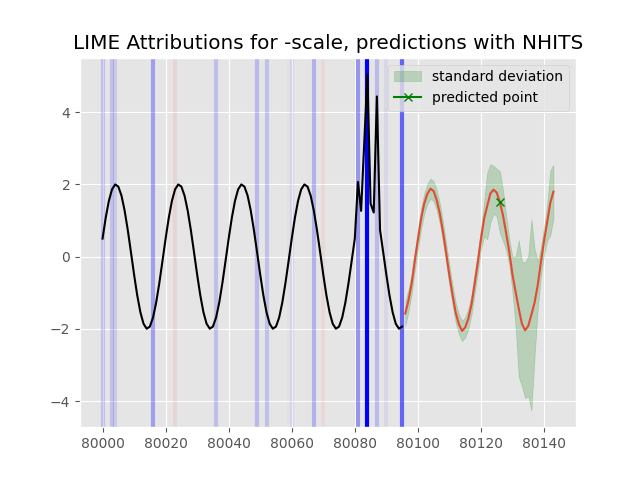 LIME Attributions for -scale, predictions with NHITS
standard deviation
predicted point
4
2
0
−2
−4
80000 80020 80040 80060 80080 80100 80120 80140